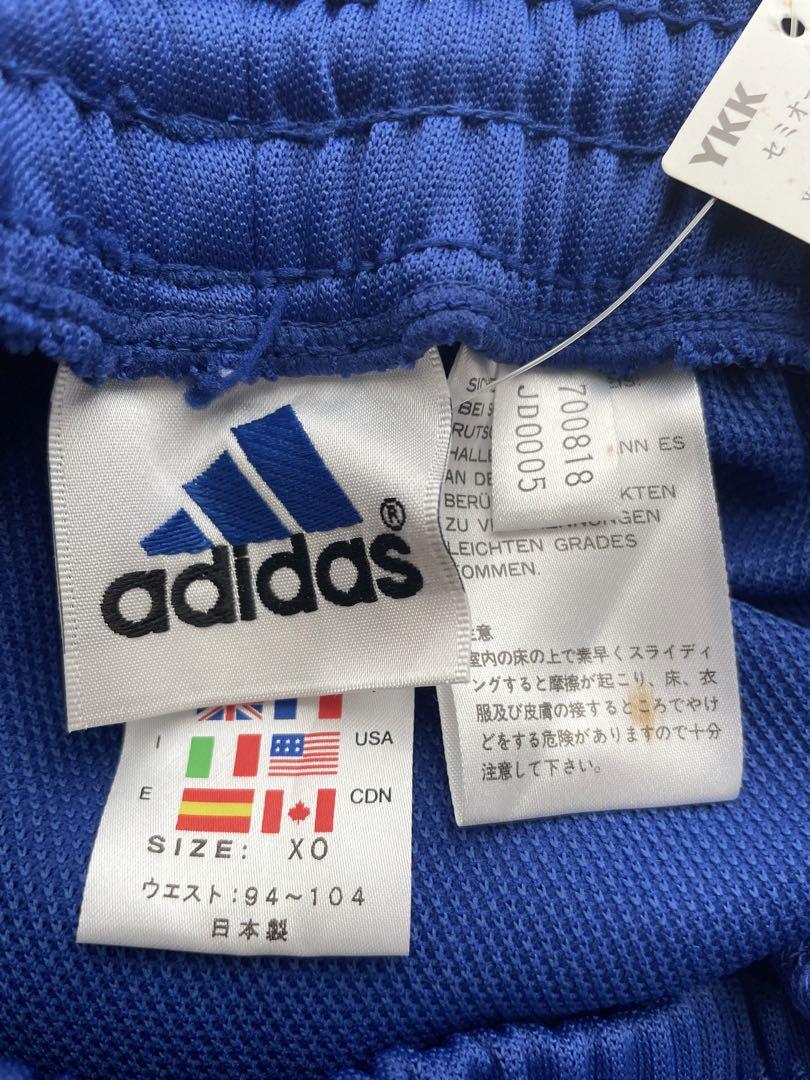 YKK
セミオ
adidas®
I
USA
E
CDN
SIZE: XO
ウエスト:94~104
日本製
700818
JD0005
BEI
HALLE
NN ES
AN DE
KTEN
BERÜ
ZU
LEICHTEN GRADES
OMMEN.
意
室内の床の上で素早くスライディ
ングすると摩擦が起こり、床、衣
服及び皮膚の接するところでやけ
どをする危険がありますので十分
注意して下さい。